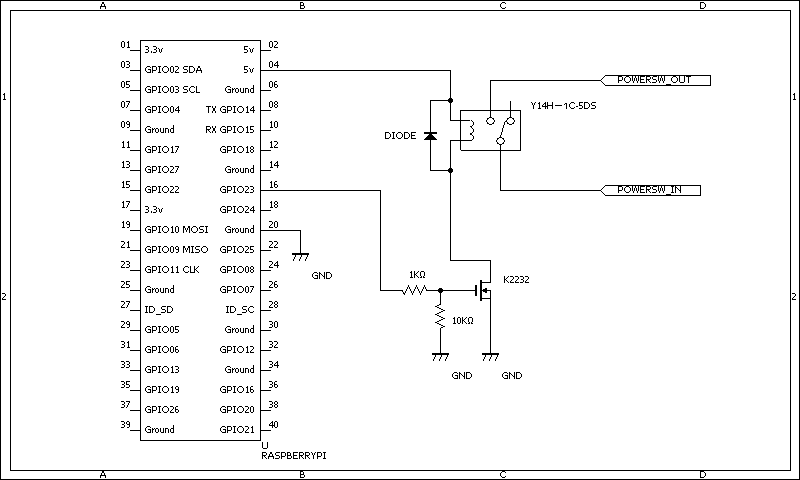 A B C D
01 3.3v 5v 02
03 GPIO02 SDA 5v 04
05 GPIO03 SCL Ground 06
07 GPIO04 TX GPIO14 08
09 Ground RX GPIO15 10
11 GPIO17 GPIO18 12
13 GPIO27 Ground 14
15 GPIO22 GPIO23 16
17 3.3v GPIO24 18
19 GPIO10 MOSI Ground 20
21 GPIO09 MISO GPIO25 22
23 GPIO11 CLK GPIO08 24
25 Ground GPIO07 26
27 ID_SD ID_SC 28
29 GPIO05 Ground 30
31 GPIO06 GPIO12 32
33 GPIO13 Ground 34
35 GPIO19 GPIO16 36
37 GPIO26 GPIO20 38
39 Ground GPIO21 40
U
RASPBERRYPI
POWERSW_OUT
1 1
Y14H-1C-5DS
DIODE
POWERSW_IN
GND
1KΩ
K2232
2 2
10KΩ
GND GND
A B C D